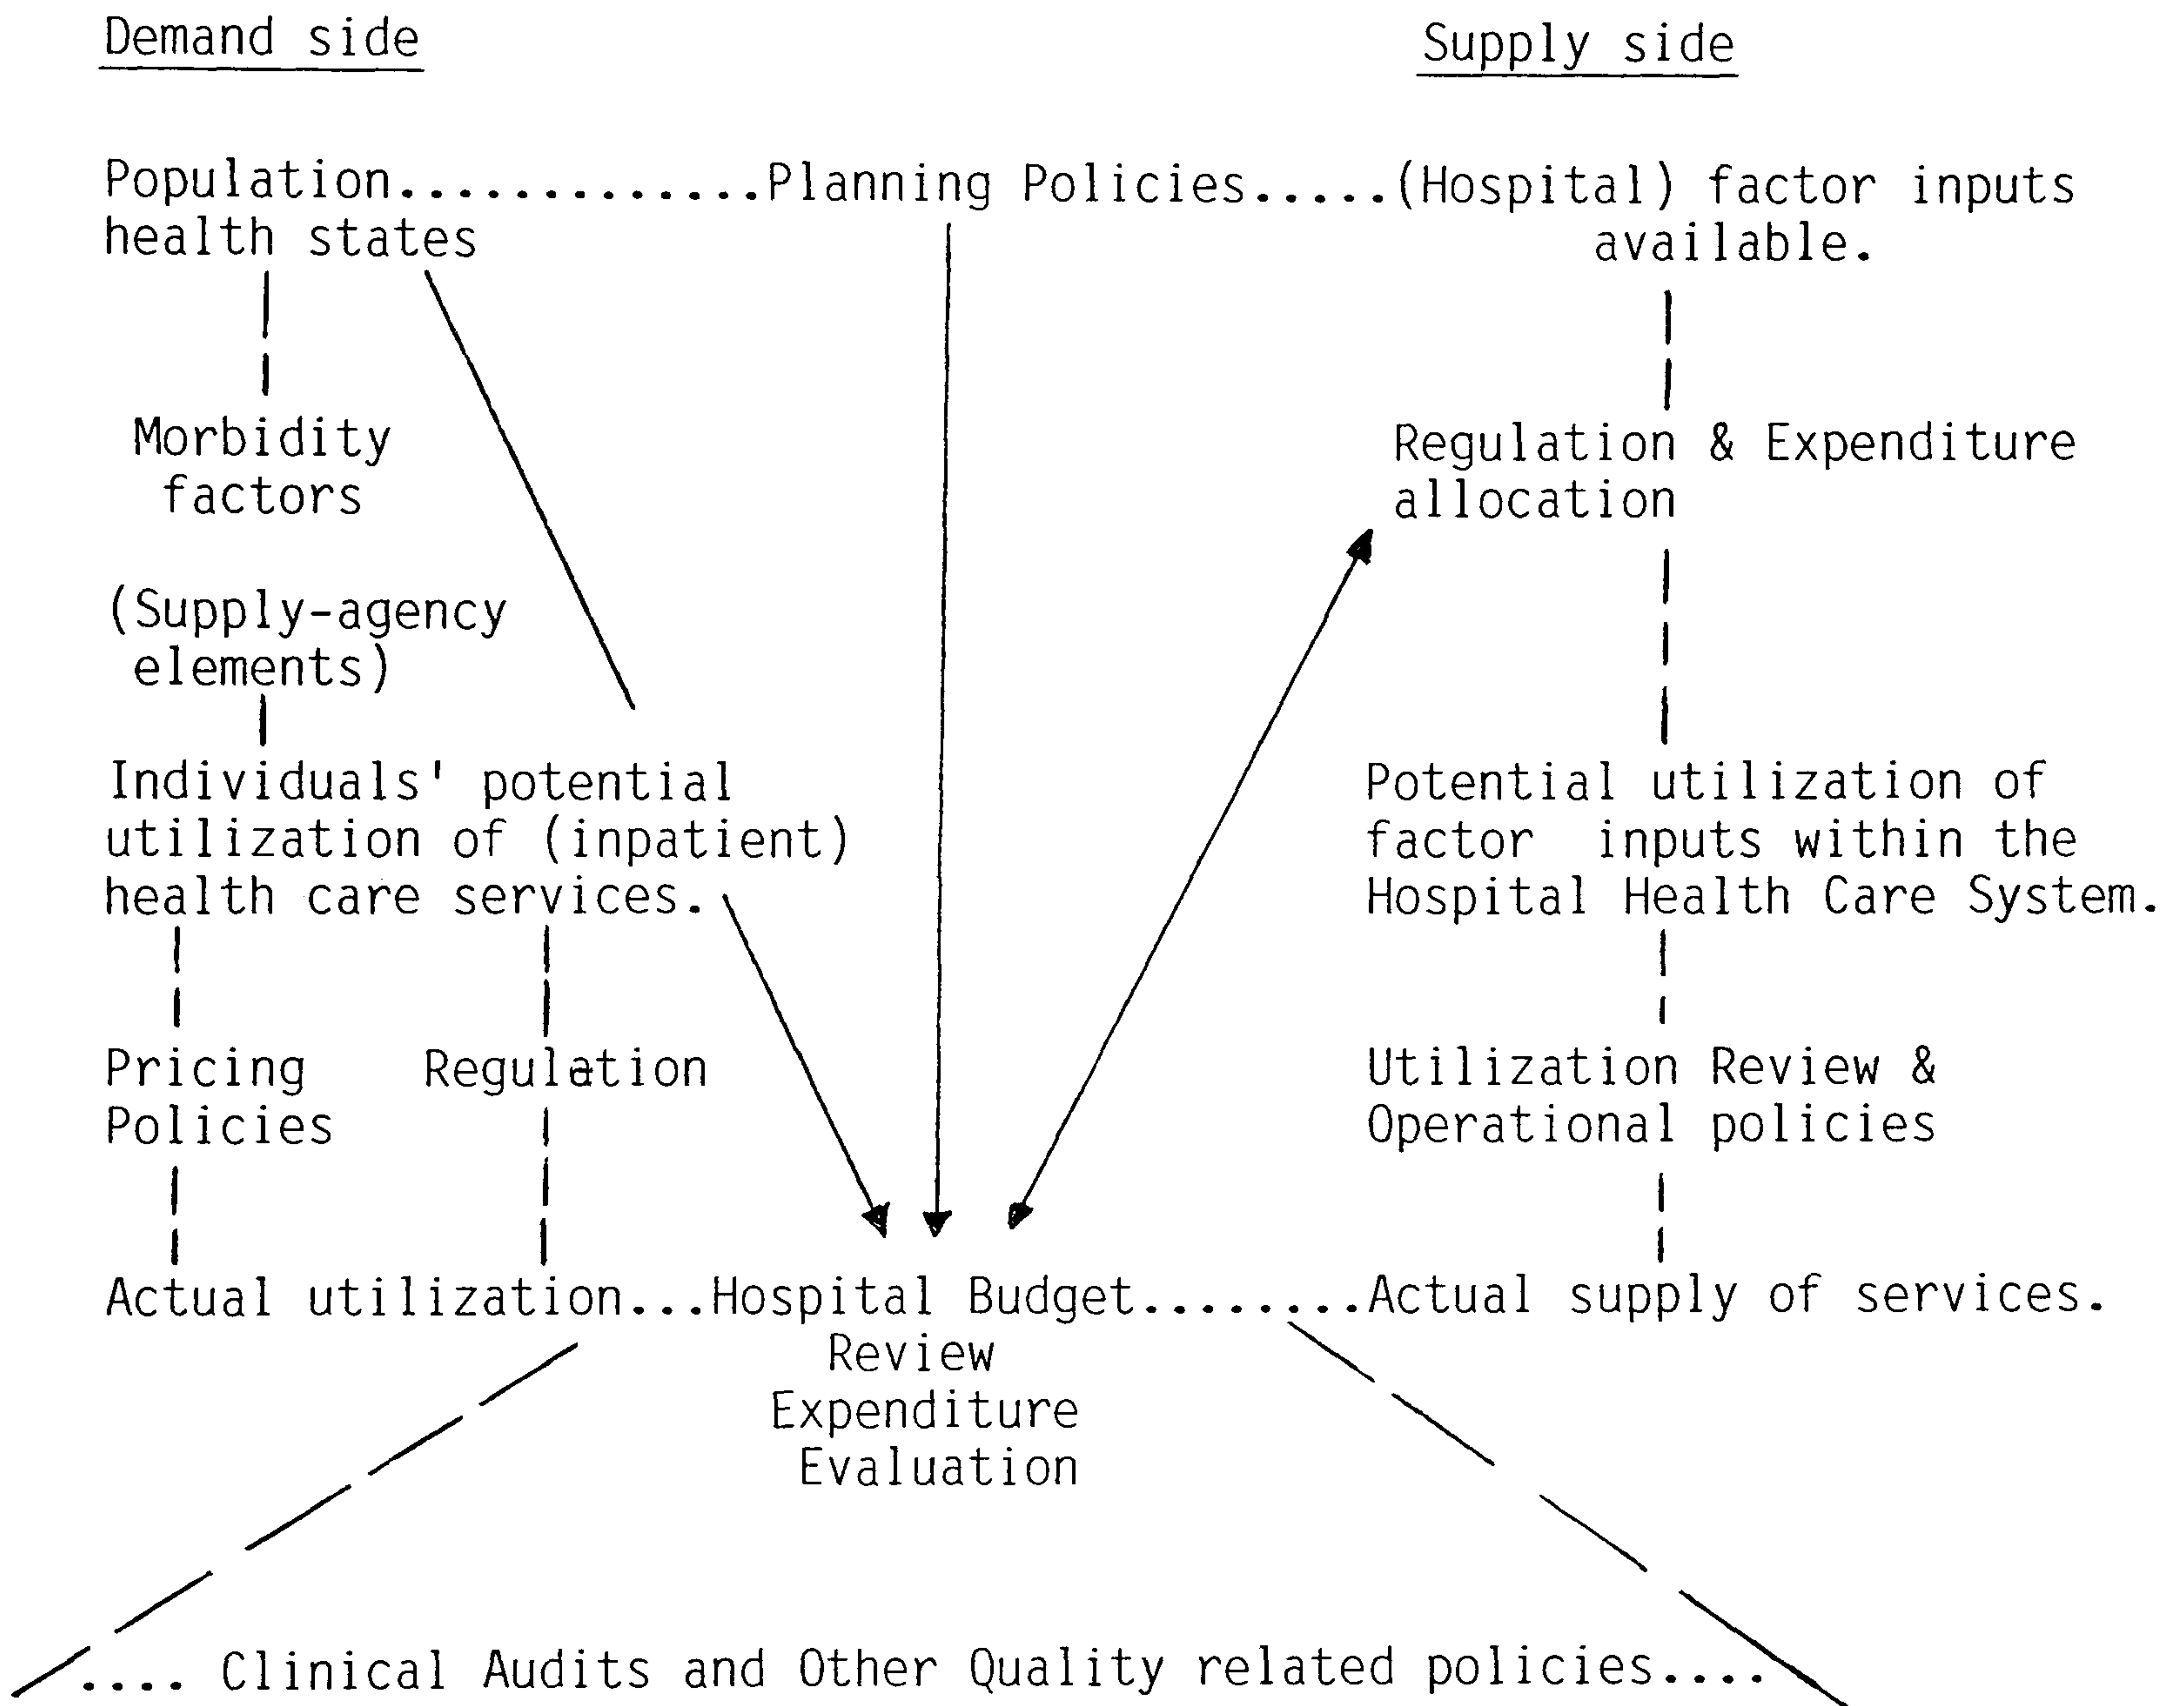 Demand side
Supply side
Population.............Planning Policies.....(Hospital) factor inputs
health states
available.
Morbidity
factors
Regulation & Expenditure
allocation
(Supply-agency
elements)
Individuals' potential
utilization of (inpatient)
health care services.
Potential utilization of
factor inputs within the
Hospital Health Care System.
Pricing
Policies
Regulation
Utilization Review &
Operational policies
Actual utilization...Hospital Budget........Actual supply of services.
Review
Expenditure
Evaluation
.... Clinical Audits and Other Quality related policies....